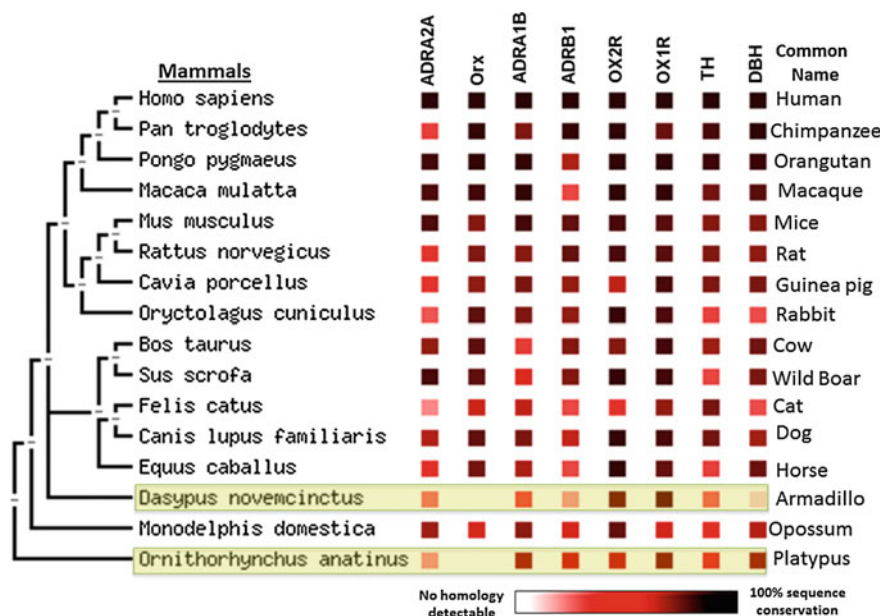 ADRA2A Orx ADRA1B ADRB1 OX2R OX1R TH DBH
Mammals Common Name
Homo sapiens Human
Pan troglodytes Chimpanzee
Pongo pygmaeus Orangutan
Macaca mulatta Macaque
Mus musculus Mice
Rattus norvegicus Rat
Cavia porcellus Guinea pig
Oryctolagus cuniculus Rabbit
Bos taurus Cow
Sus scrofa Wild Boar
Felis catus Cat
Canis lupus familiaris Dog
Equus caballus Horse
Dasypus novemcinctus Armadillo
Monodelphis domestica Opossum
Ornithorhynchus anatinus Platypus
No homology detectable 100% sequence conservation